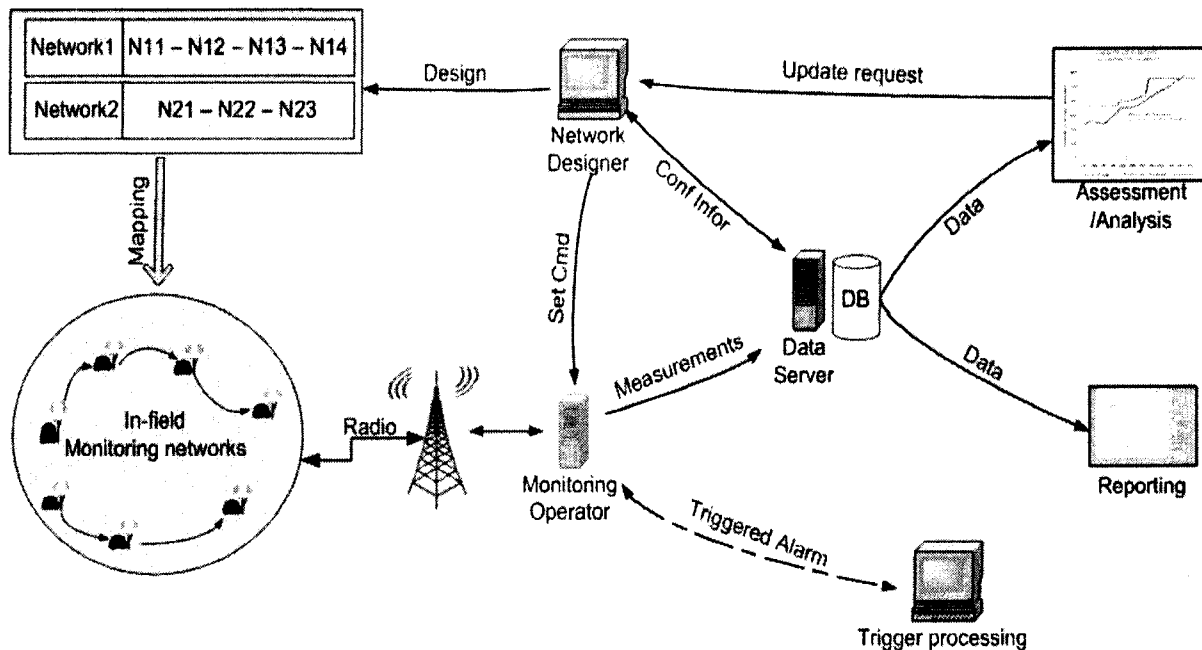 Network1 N11 – N12 – N13 – N14
Network2 N21 – N22 – N23
Design
Network
Designer
Update request
Assessment
/Analysis
Mapping
Conf Infor
Set Cmd
Data
DB
Data
Server
Measurements
Data
Reporting
In-field
Monitoring networks
Radio
Monitoring
Operator
Triggered Alarm
Trigger processing